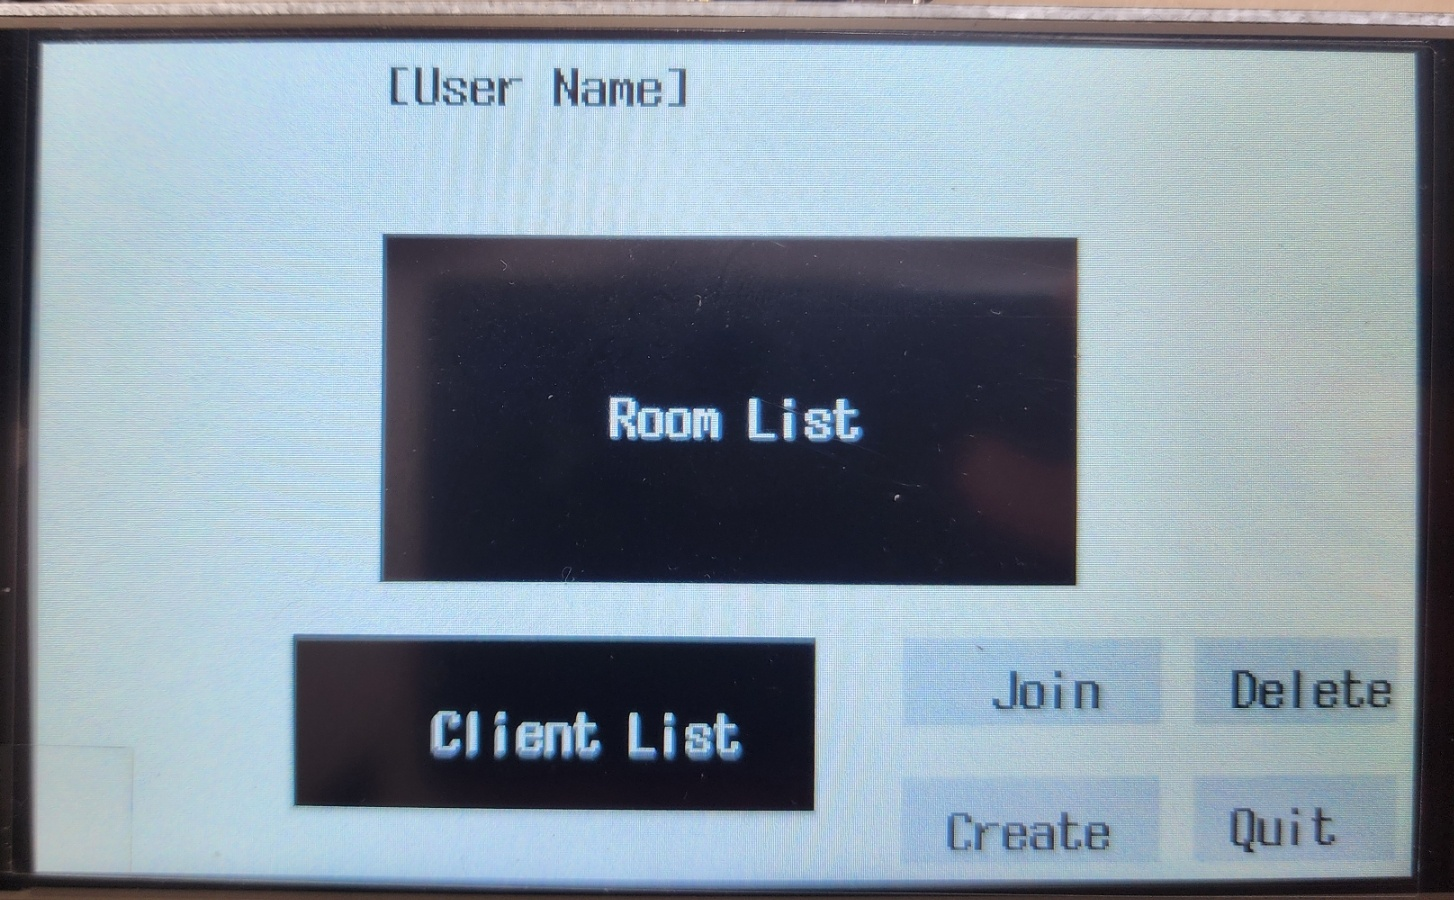 [User Name]
Room List
Client List
Join
Delete
Create
Quit